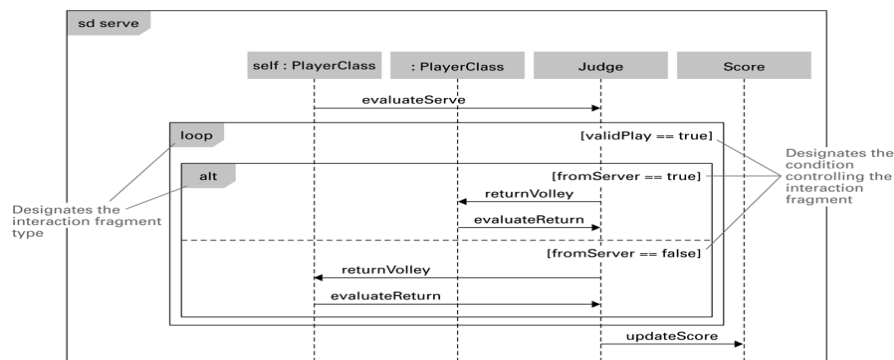 sd serve
self : PlayerClass
: PlayerClass
Judge
Score
evaluateServe
loop
[validPlay == true]
alt
[fromServer == true]
returnVolley
evaluateReturn
[fromServer == false]
returnVolley
evaluateReturn
updateScore
Designates the
interaction fragment
type
Designates the
condition
controlling the
interaction
fragment